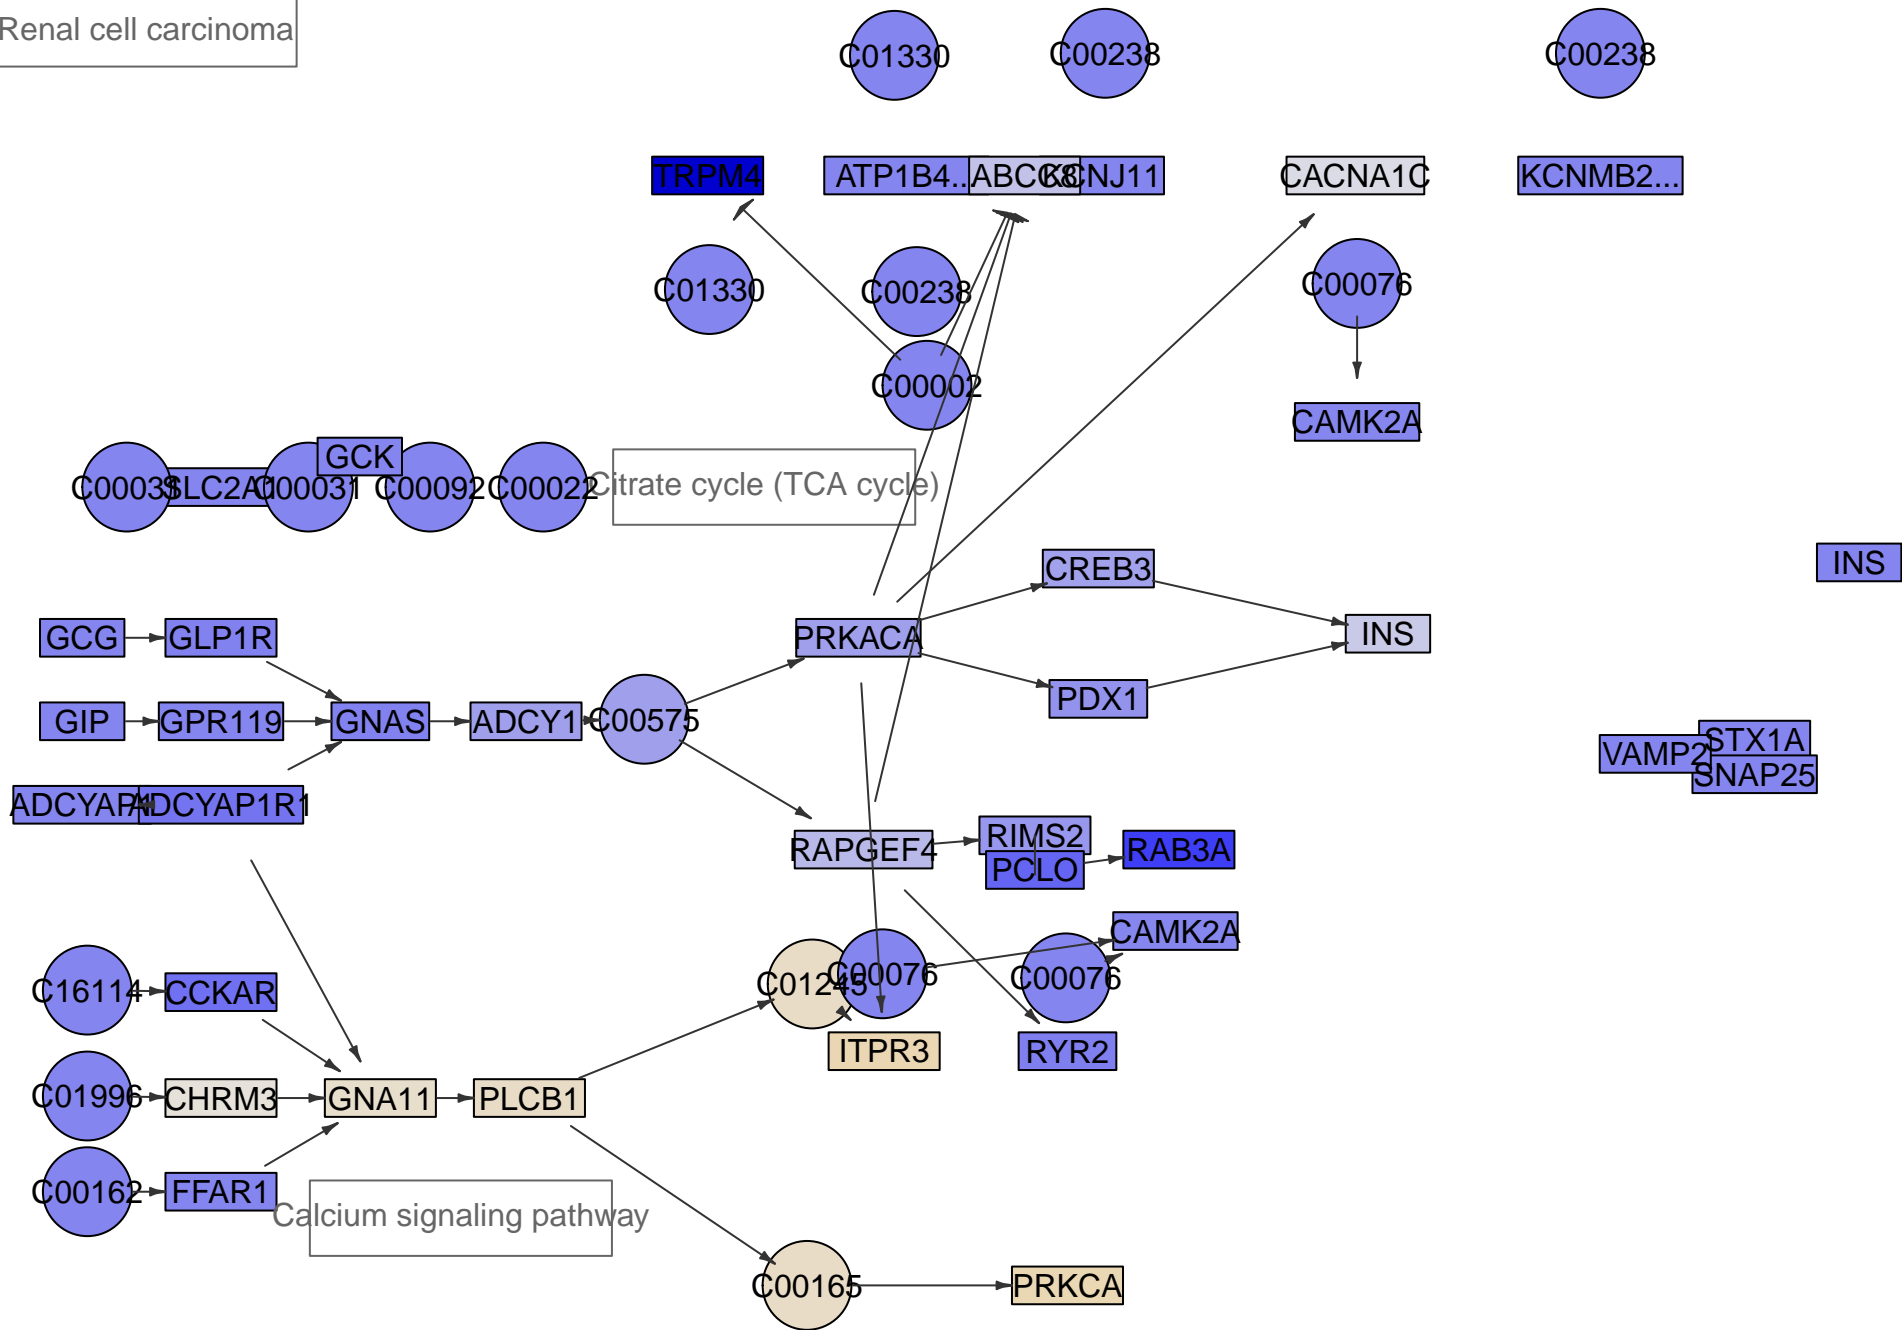 Renal cell carcinoma
C01330
C00238
C00238
TRPM4
ATP1B4...
ABCC8
KCNJ11
CACNA1C
KCNMB2...
C01330
C00238
C00076
C00002
CAMK2A
C00031
SLC2A1
C00031
GCK
C00092
C00022
Citrate cycle (TCA cycle)
CREB3
INS
GCG
GLP1R
PRKACA
INS
GIP
GPR119
GNAS
ADCY1
C00575
PDX1
STX1A
VAMP2
SNAP25
ADCYAP1
ADCYAP1R1
RAPGEF4
RIMS2
PCLO
RAB3A
CAMK2A
C16114
CCKAR
C01245
C00076
C00076
ITPR3
RYR2
C01996
CHRM3
GNA11
PLCB1
C00162
FFAR1
Calcium signaling pathway
C00165
PRKCA